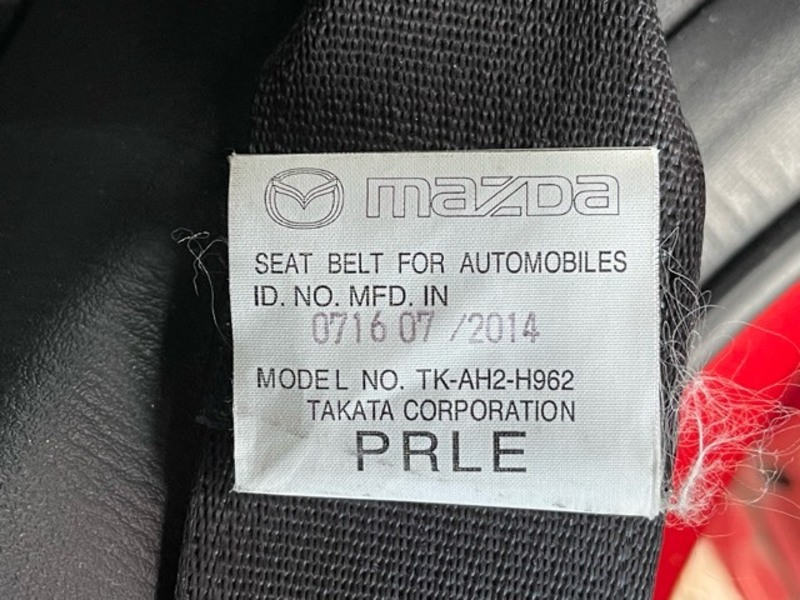 mazda
SEAT BELT FOR AUTOMOBILES
ID. NO. MFD. IN
0716 07 /2014
MODEL NO. TK-AH2-H962
TAKATA CORPORATION
PRLE